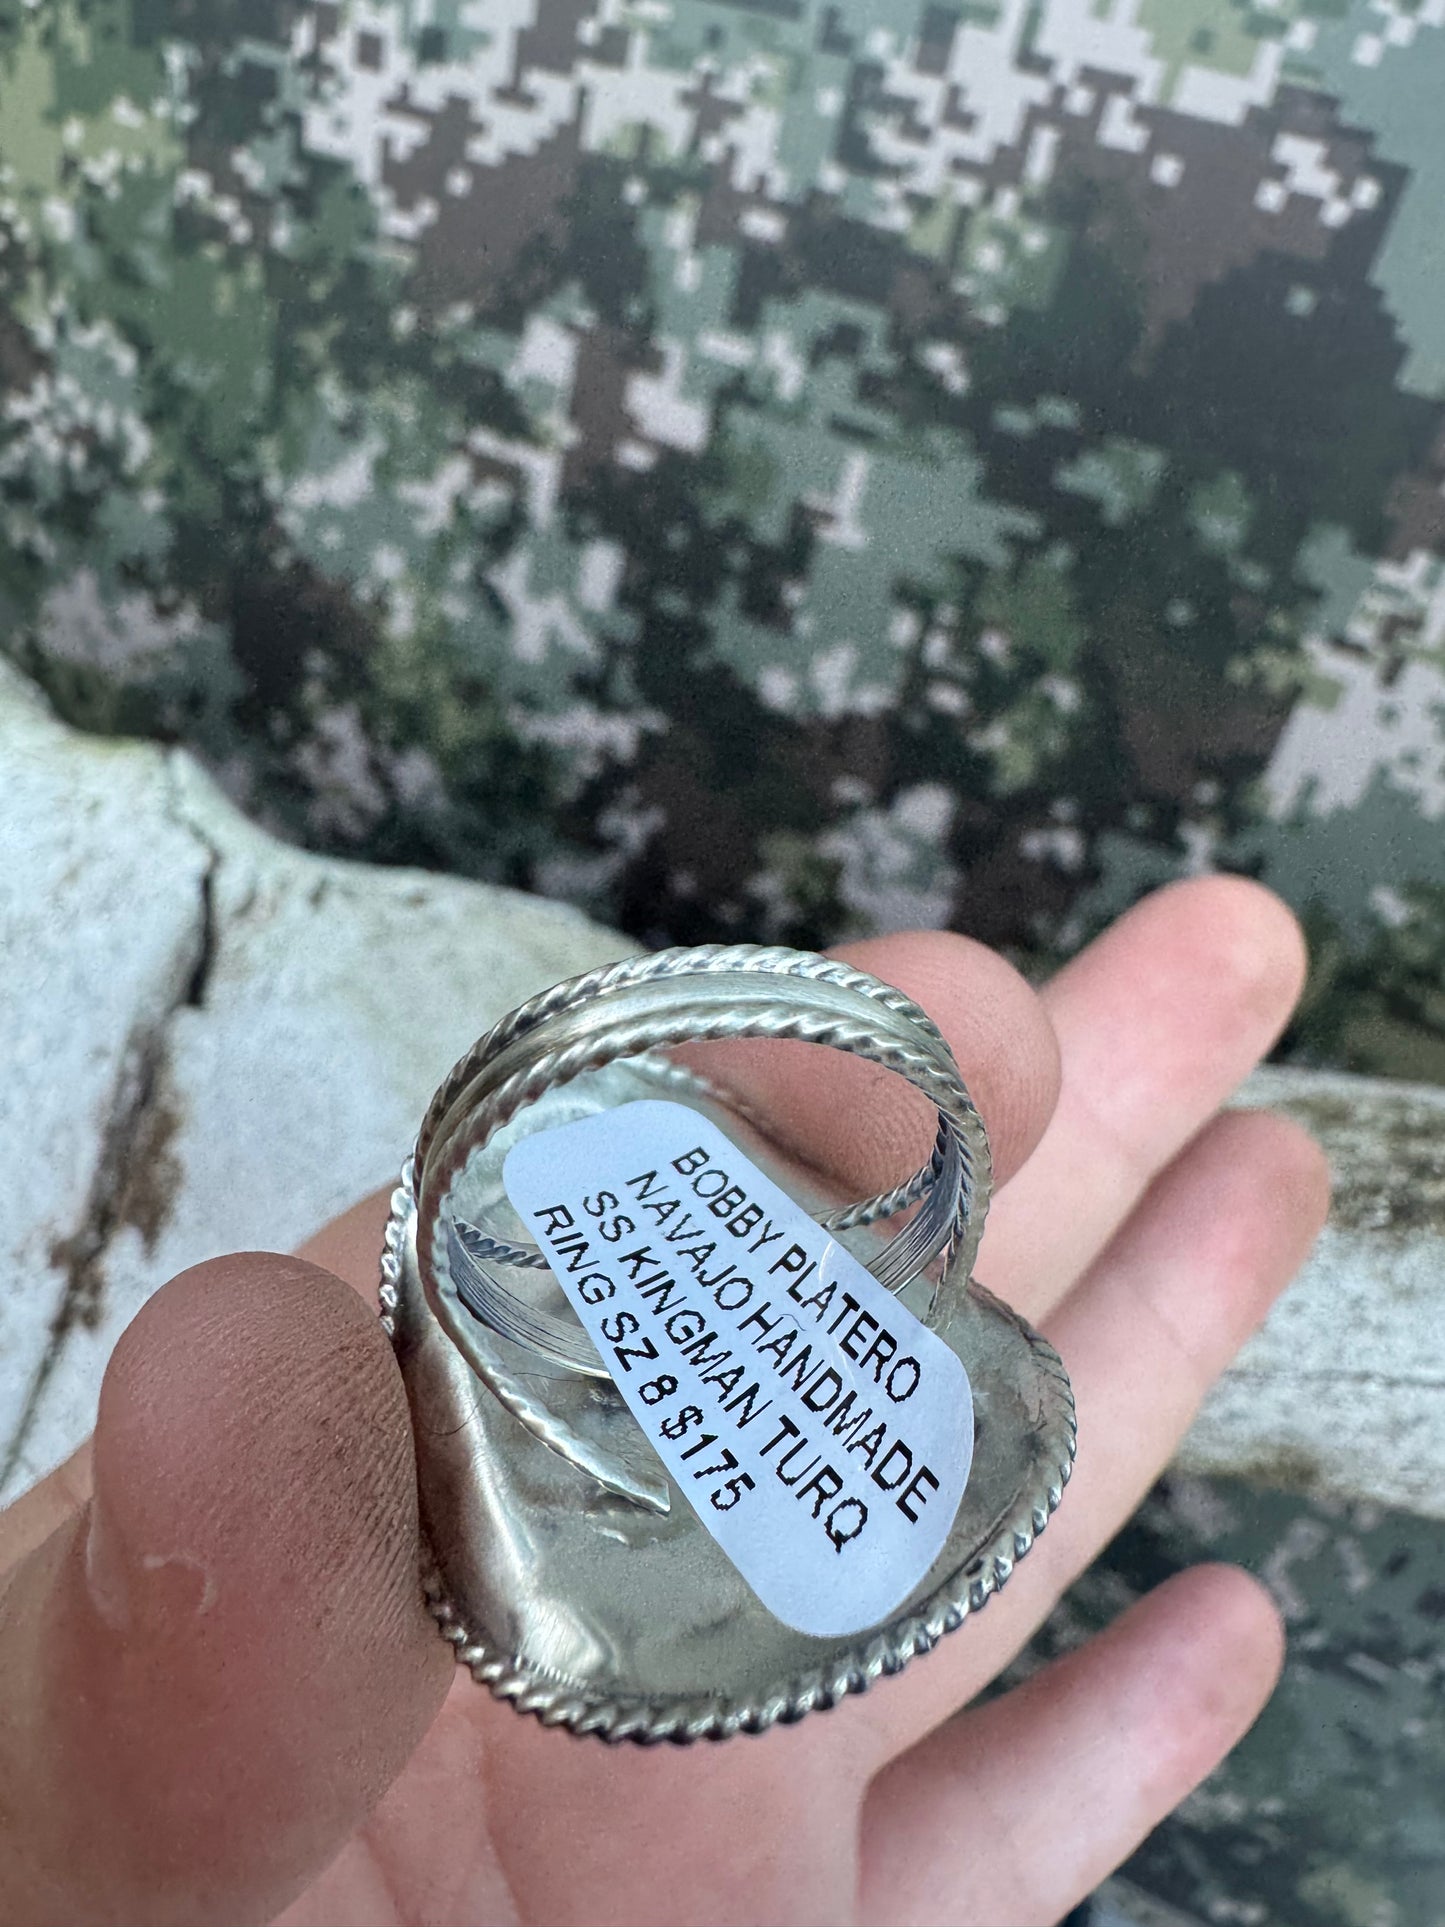 BOBBY PLATERO
NAVAJO HANDMADE
SS KINGMAN TURQ
RING SZ 8 $175